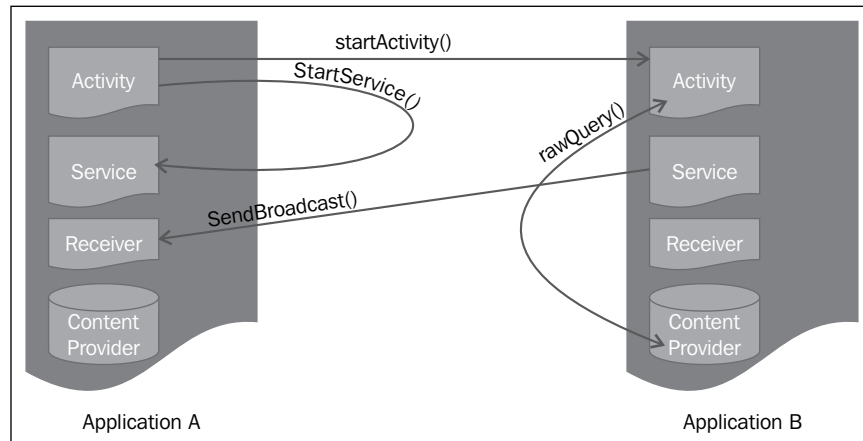 startActivity()
Activity
Activity
StartService()
rawQuery()
Service
Service
SendBroadcast()
Receiver
Receiver
Content
Provider
Content
Provider
Application A
Application B